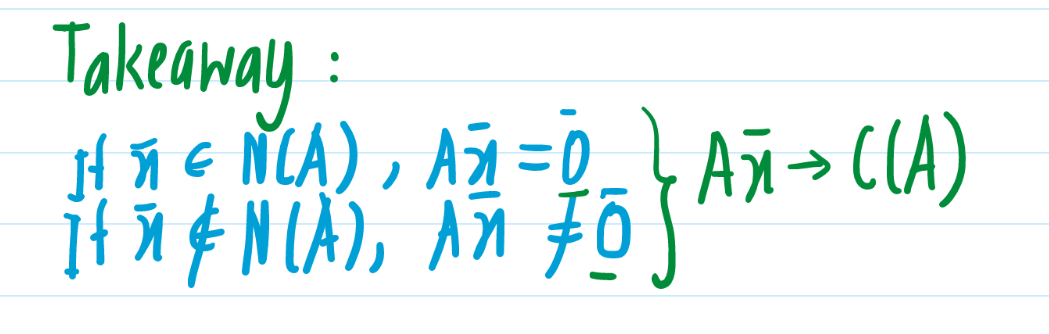 Takeaway :
If x̄ ∈ N(A), Ax̄ = 0̄
If x̄ ∉ N(A), Ax̄ ≠ 0̄
} Ax̄ → C(A)